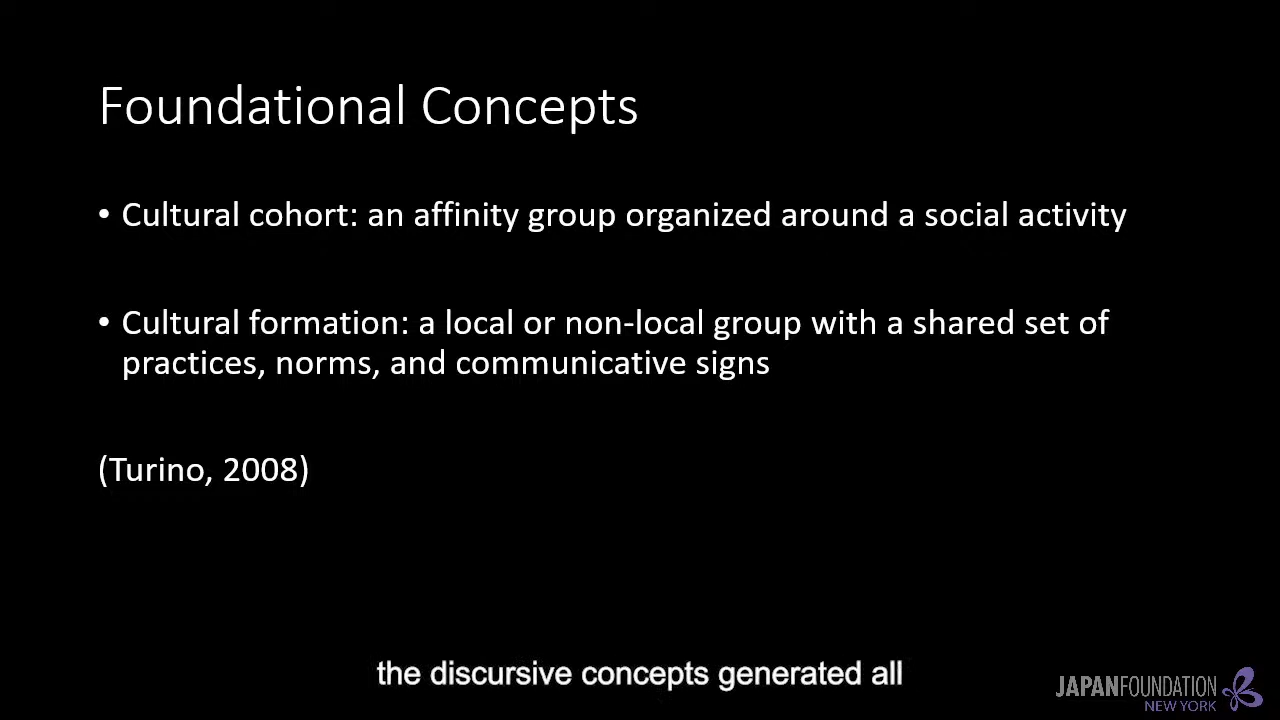 Foundational Concepts
• Cultural cohort: an affinity group organized around a social activity
• Cultural formation: a local or non-local group with a shared set of
practices, norms, and communicative signs
(Turino, 2008)
the discursive concepts generated all
JAPANFOUNDATION
NEW YORK